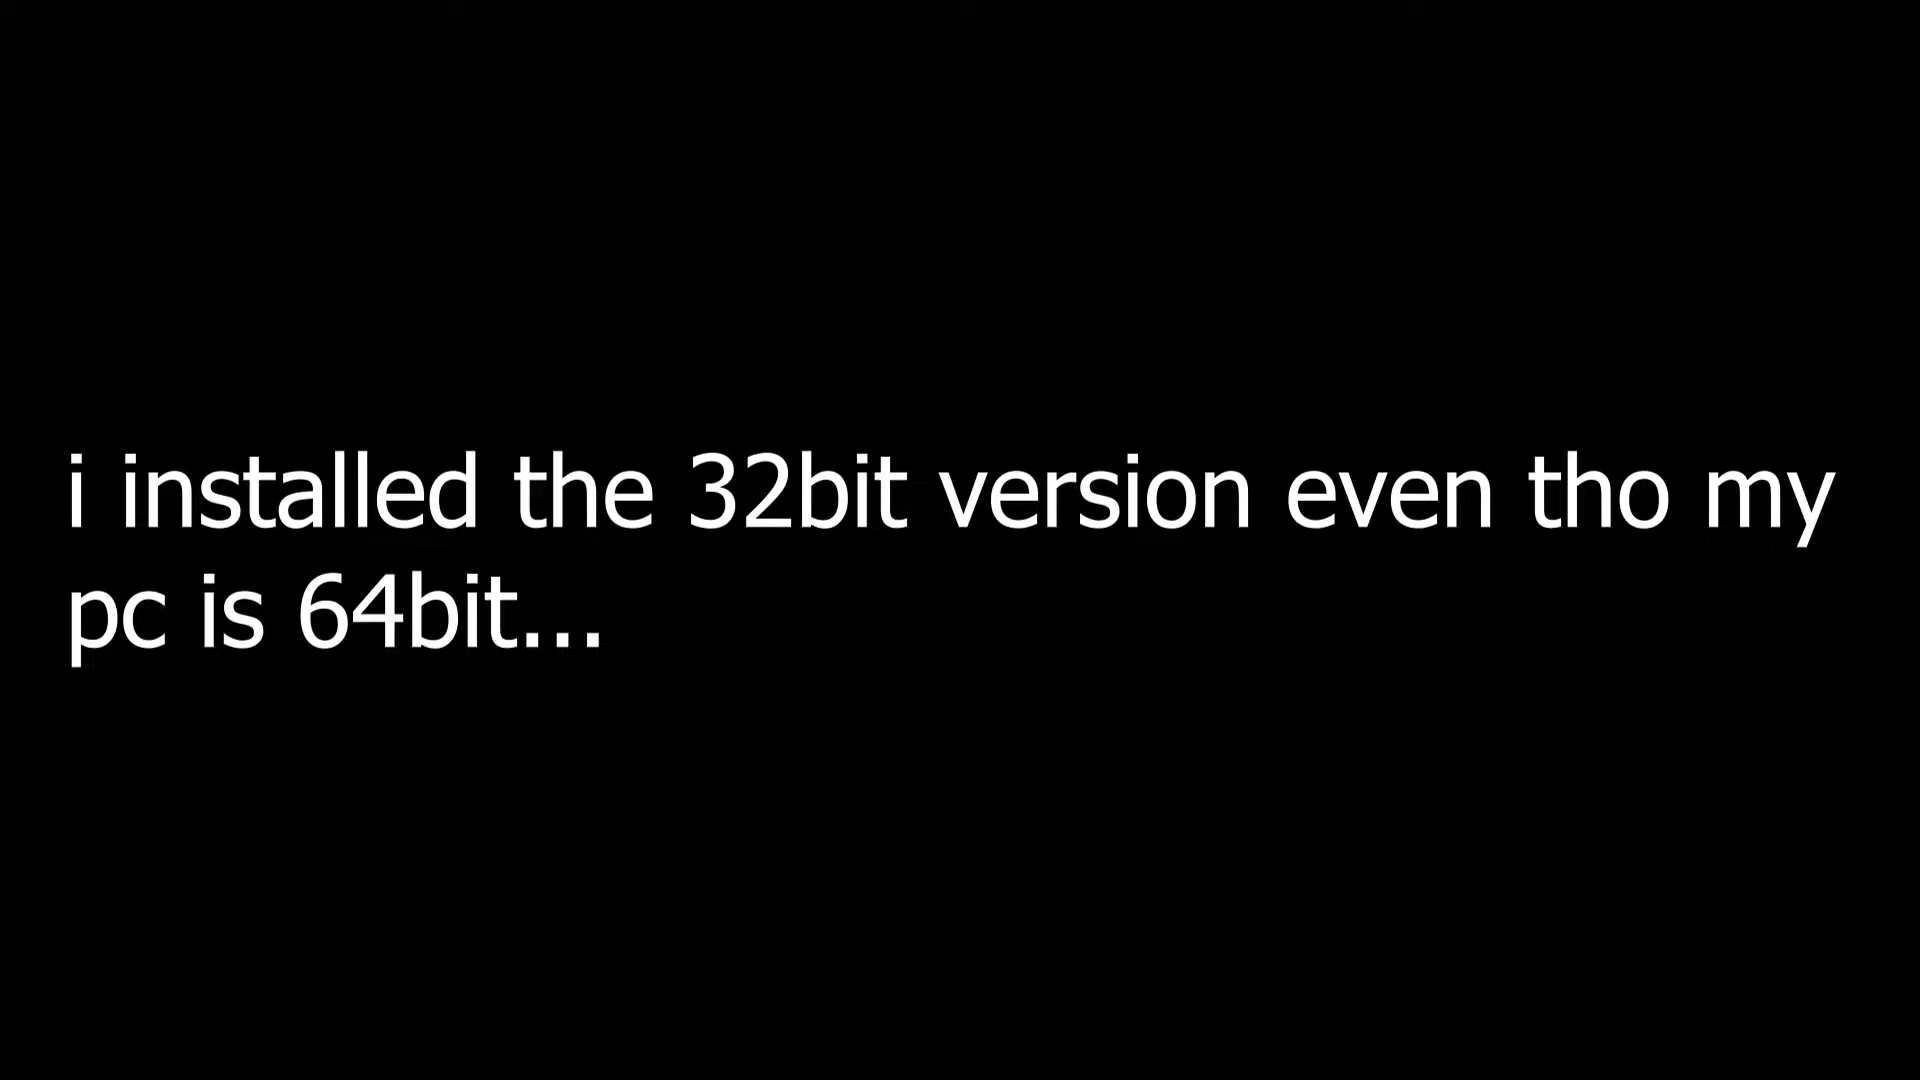 i installed the 32bit version even tho my
pc is 64bit...